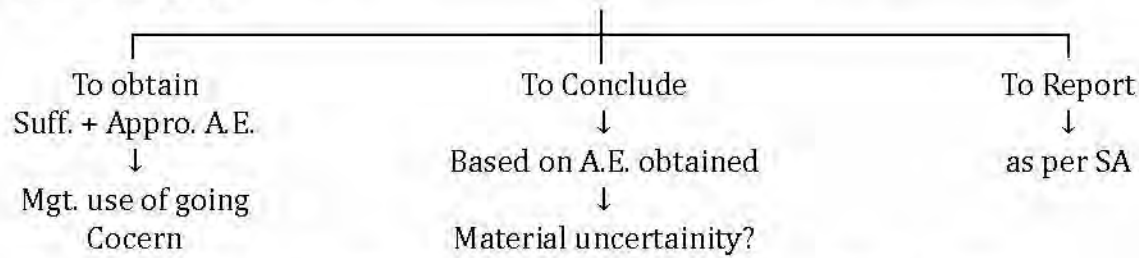 To obtain
Suff. + Appro. A.E.
↓
Mgt. use of going
Cocern
To Conclude
↓
Based on A.E. obtained
↓
Material uncertainity?
To Report
↓
as per SA